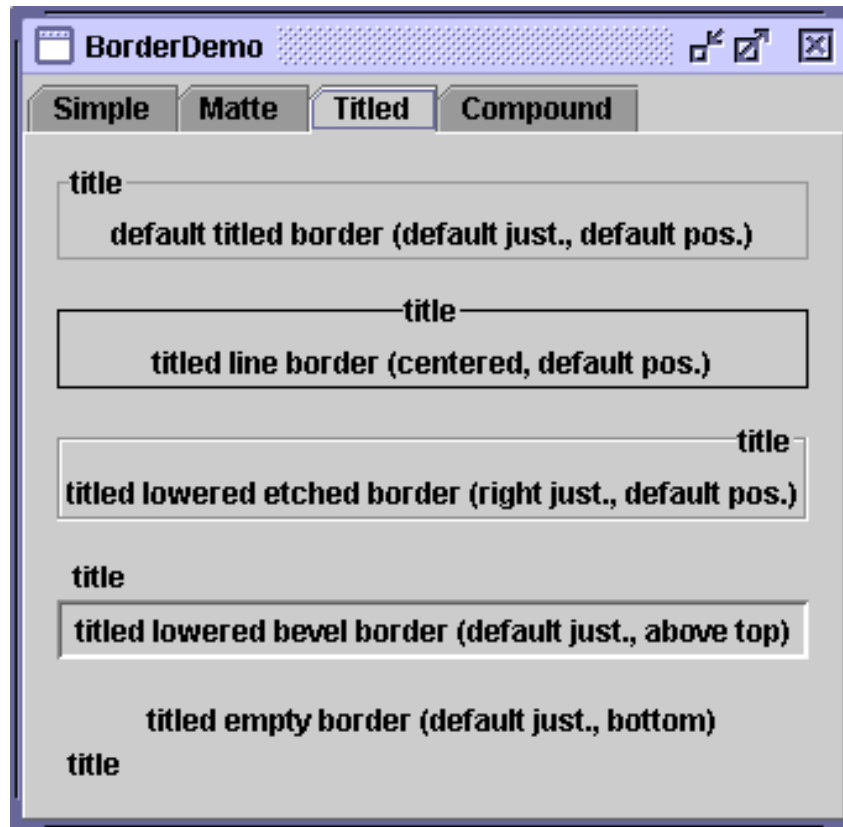 BorderDemo
Simple Matte Titled Compound
title
default titled border (default just., default pos.)
title
titled line border (centered, default pos.)
title
titled lowered etched border (right just., default pos.)
title
titled lowered bevel border (default just., above top)
titled empty border (default just., bottom)
title